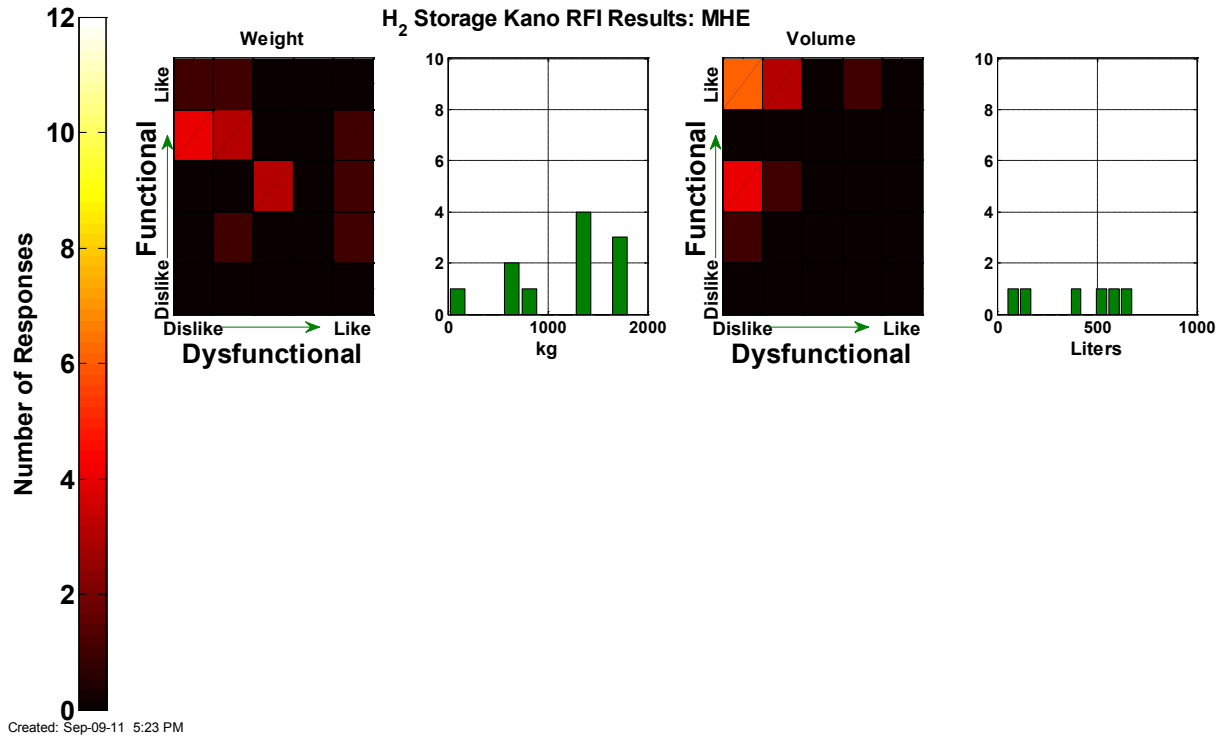 H2 Storage Kano RFI Results: MHE
Number of Responses
12
10
8
6
4
2
0
Weight
Functional
Like
Dislike
Dislike Like
Dysfunctional
10
8
6
4
2
0
0 1000 2000
kg
Volume
Functional
Like
Dislike
Dislike Like
Dysfunctional
10
8
6
4
2
0
0 500 1000
Liters
Created: Sep-09-11 5:23 PM